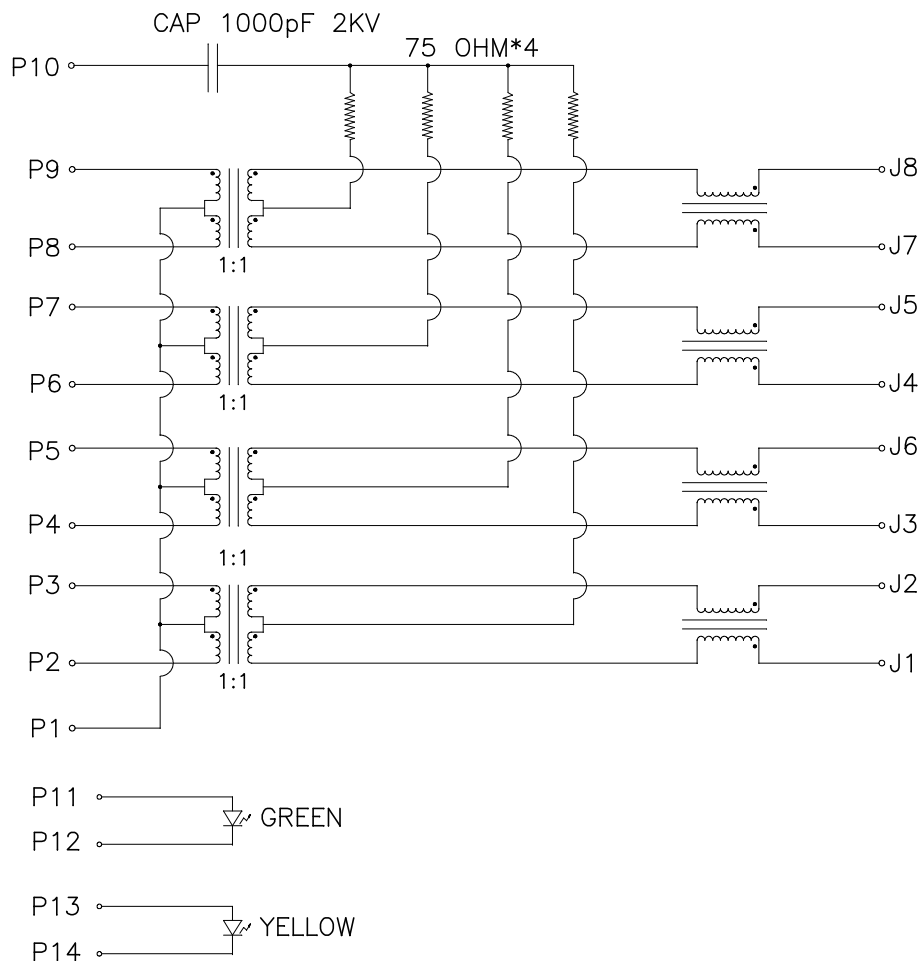 CAP 1000pF 2KV
75 OHM*4
P10
P9
J8
P8
J7
1:1
P7
J5
P6
J4
1:1
P5
J6
P4
J3
1:1
P3
J2
P2
J1
1:1
P1
P11
GREEN
P12
P13
YELLOW
P14